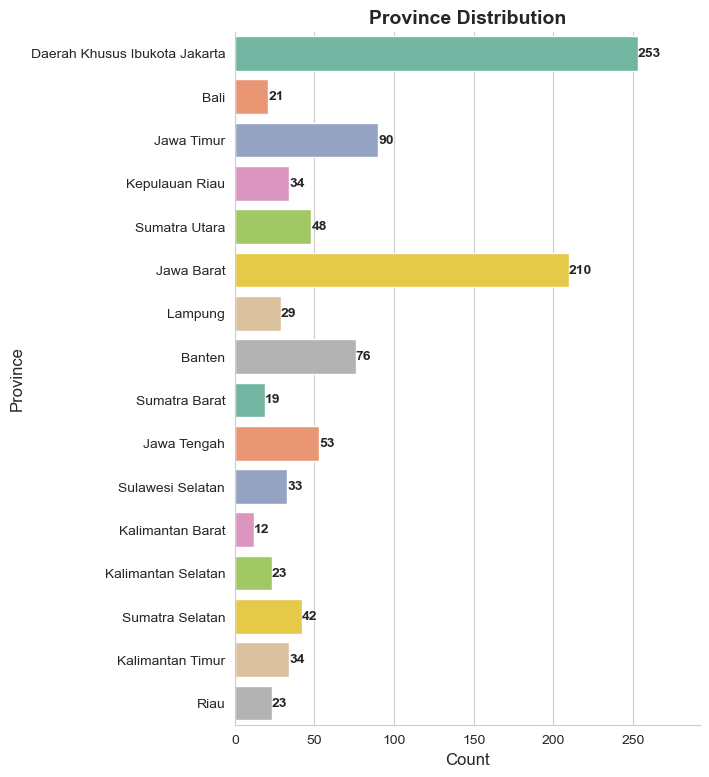 Province Distribution
Daerah Khusus Ibukota Jakarta 253
Bali 21
Jawa Timur 90
Kepulauan Riau 34
Sumatra Utara 48
Jawa Barat 210
Lampung 29
Banten 76
Sumatra Barat 19
Jawa Tengah 53
Sulawesi Selatan 33
Kalimantan Barat 12
Kalimantan Selatan 23
Sumatra Selatan 42
Kalimantan Timur 34
Riau 23
Province
0 50 100 150 200 250
Count